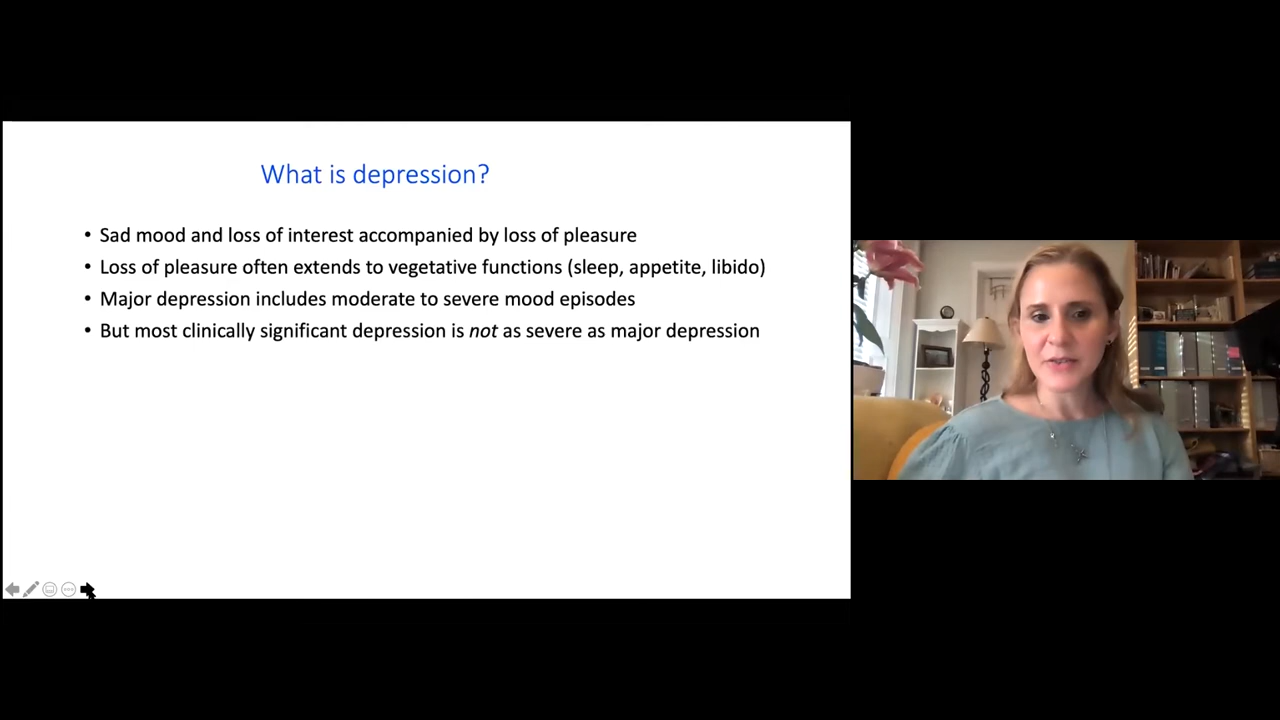 What is depression?
• Sad mood and loss of interest accompanied by loss of pleasure
• Loss of pleasure often extends to vegetative functions (sleep, appetite, libido)
• Major depression includes moderate to severe mood episodes
• But most clinically significant depression is not as severe as major depression